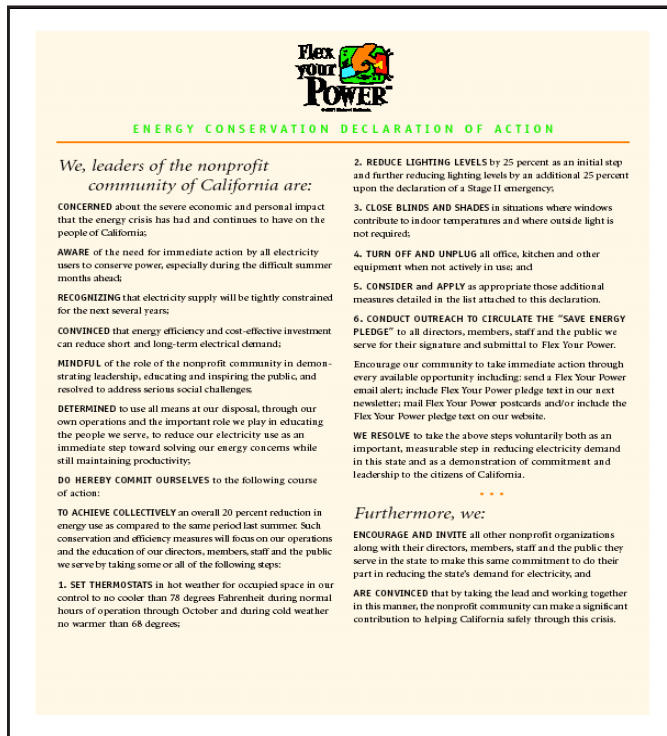 Flex
your
POWER™
ENERGY CONSERVATION DECLARATION OF ACTION
We, leaders of the nonprofit
community of California are:
CONCERNED about the severe economic and personal impact
that the energy crisis has had and continues to have on the
people of California;
AWARE of the need for immediate action by all electricity
users to conserve power, especially during the difficult summer
months ahead;
RECOGNIZING that electricity supply will be tightly constrained
for the next several years;
CONVINCED that energy efficiency and cost-effective investment
can reduce short and long-term electrical demand;
MINDFUL of the role of the nonprofit community in demon-
strating leadership, educating and inspiring the public, and
resolved to address serious social challenges;
DETERMINED to use all means at our disposal, through our
own operations and the important role we play in educating
the people we serve, to reduce our electricity use as an
immediate step toward solving our energy concerns while
still maintaining productivity;
DO HEREBY COMMIT OURSELVES to the following course
of action:
TO ACHIEVE COLLECTIVELY an overall 20 percent reduction in
energy use as compared to the same period last summer. Such
conservation and efficiency measures will focus on our operations
and the education of our directors, members, staff and the public
we serve by taking some or all of the following steps:
1. SET THERMOSTATS in hot weather for occupied space in our
control to no cooler than 78 degrees Fahrenheit during normal
hours of operation through October and during cold weather
no warmer than 68 degrees;
2. REDUCE LIGHTING LEVELS by 25 percent as an initial step
and further reducing lighting levels by an additional 25 percent
upon the declaration of a Stage II emergency;
3. CLOSE BLINDS AND SHADES in situations where windows
contribute to indoor temperatures and where outside light is
not required;
4. TURN OFF AND UNPLUG all office, kitchen and other
equipment when not actively in use; and
5. CONSIDER and APPLY as appropriate those additional
measures detailed in the list attached to this declaration.
6. CONDUCT OUTREACH TO CIRCULATE THE “SAVE ENERGY
PLEDGE” to all directors, members, staff and the public we
serve for their signature and submittal to Flex Your Power.
Encourage our community to take immediate action through
every available opportunity including: send a Flex Your Power
email alert; include Flex Your Power pledge text in our next
newsletter; mail Flex Your Power postcards and/or include the
Flex Your Power pledge text on our website.
WE RESOLVE to take the above steps voluntarily both as an
important, measurable step in reducing electricity demand
in this state and as a demonstration of commitment and
leadership to the citizens of California.
Furthermore, we:
ENCOURAGE AND INVITE all other nonprofit organizations
along with their directors, members, staff and the public they
serve in the state to make this same commitment to do their
part in reducing the state’s demand for electricity, and
ARE CONVINCED that by taking the lead and working together
in this manner, the nonprofit community can make a significant
contribution to helping California safely through this crisis.